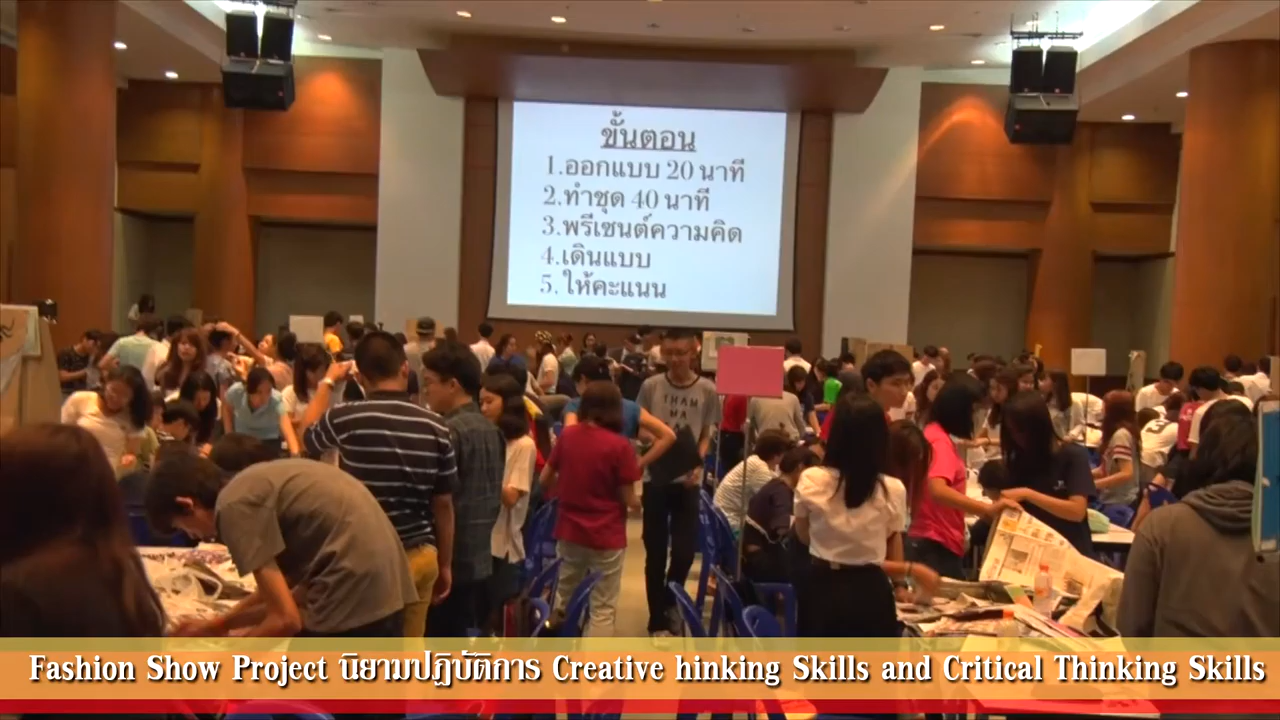 ขั้นตอน
1.ออกแบบ 20 นาที
2.ทำชุด 40 นาที
3.พรีเซนต์ความคิด
4.เดินแบบ
5.ให้คะแนน
THAM
MA
Fashion Show Project นิยามปฏิบัติการ Creative hinking Skills and Critical Thinking Skills